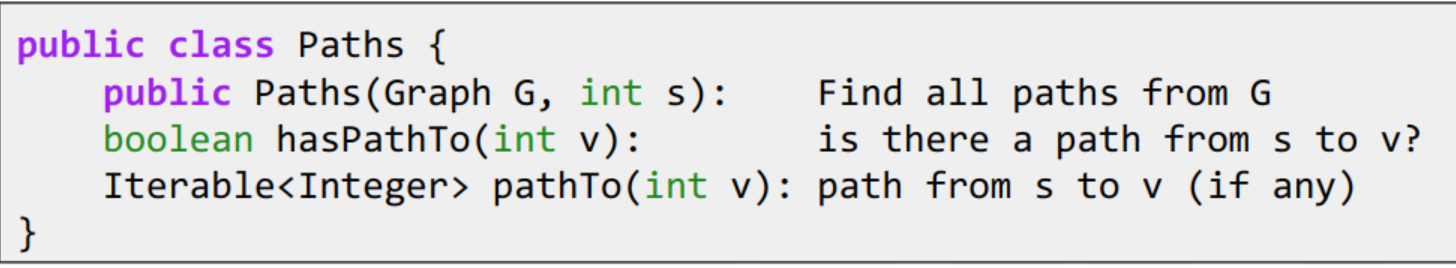 public class Paths {
    public Paths(Graph G, int s):    Find all paths from G
    boolean hasPathTo(int v):        is there a path from s to v?
    Iterable<Integer> pathTo(int v): path from s to v (if any)
}